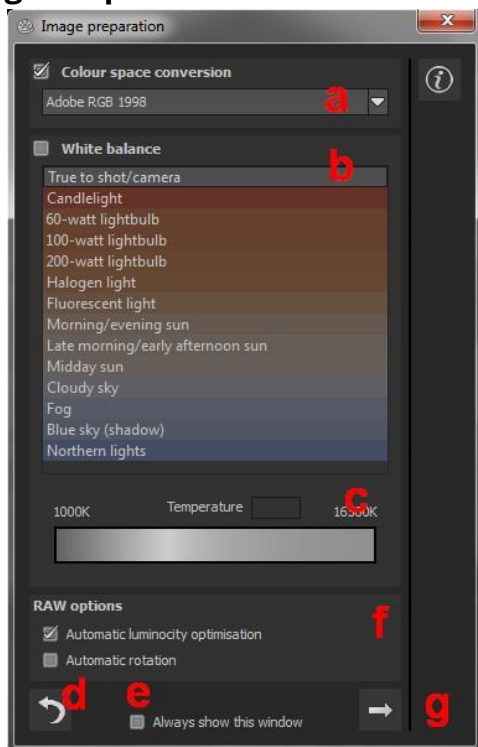 Image preparation
Colour space conversion
Adobe RGB 1998
a
White balance
b
True to shot/camera
Candlelight
60-watt lightbulb
100-watt lightbulb
200-watt lightbulb
Halogen light
Fluorescent light
Morning/evening sun
Late morning/early afternoon sun
Midday sun
Cloudy sky
Fog
Blue sky (shadow)
Northern lights
c
1000K Temperature
RAW options
f
Automatic luminocity optimisation
Automatic rotation
d e
Always show this window
g